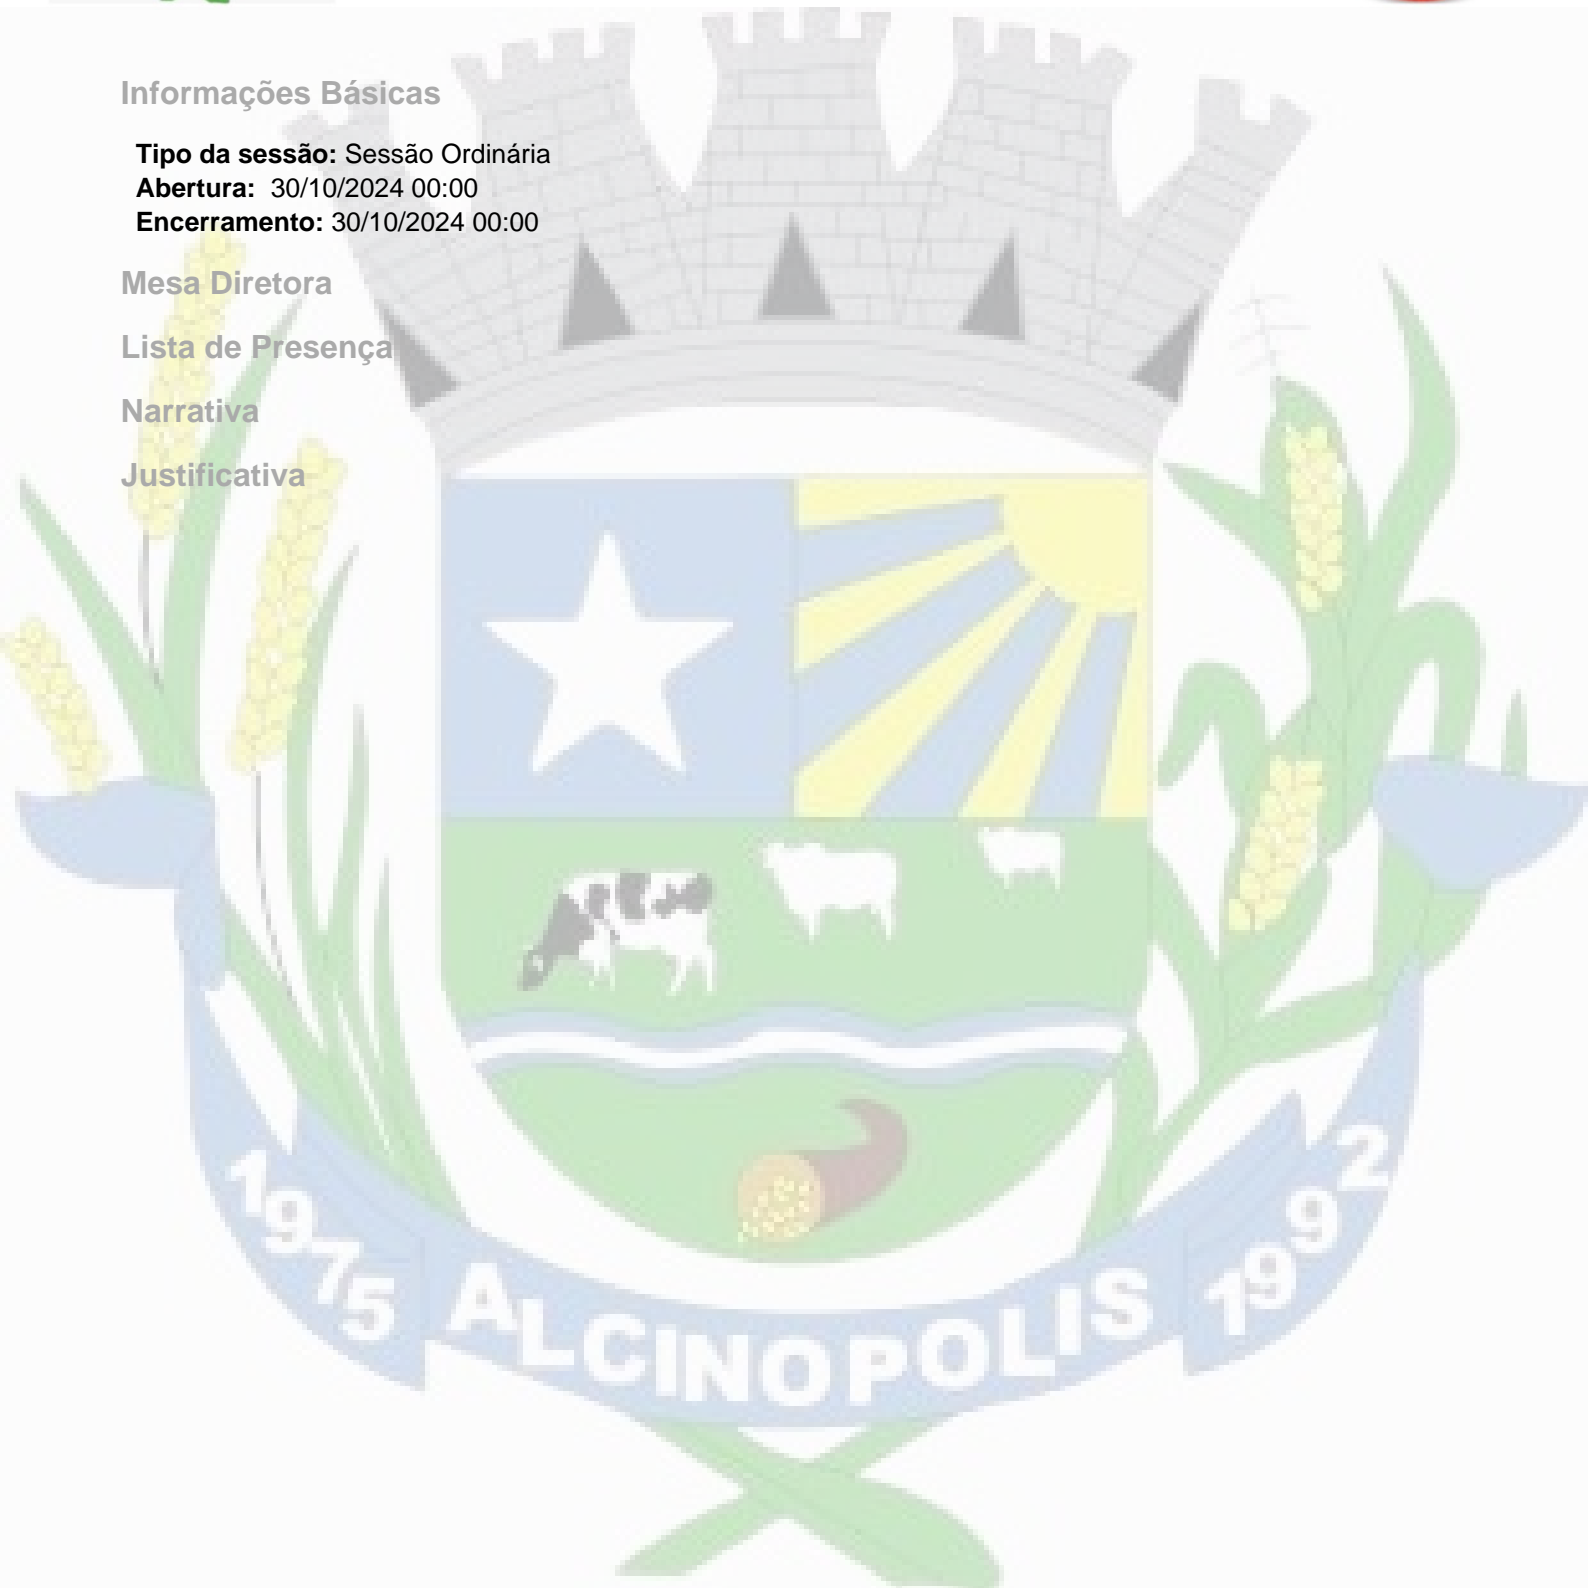 Informações Básicas
Tipo da sessão: Sessão Ordinária
Abertura: 30/10/2024 00:00
Encerramento: 30/10/2024 00:00
Mesa Diretora
Lista de Presença
Narrativa
Justificativa
1975 ALCINOPOLIS 1992